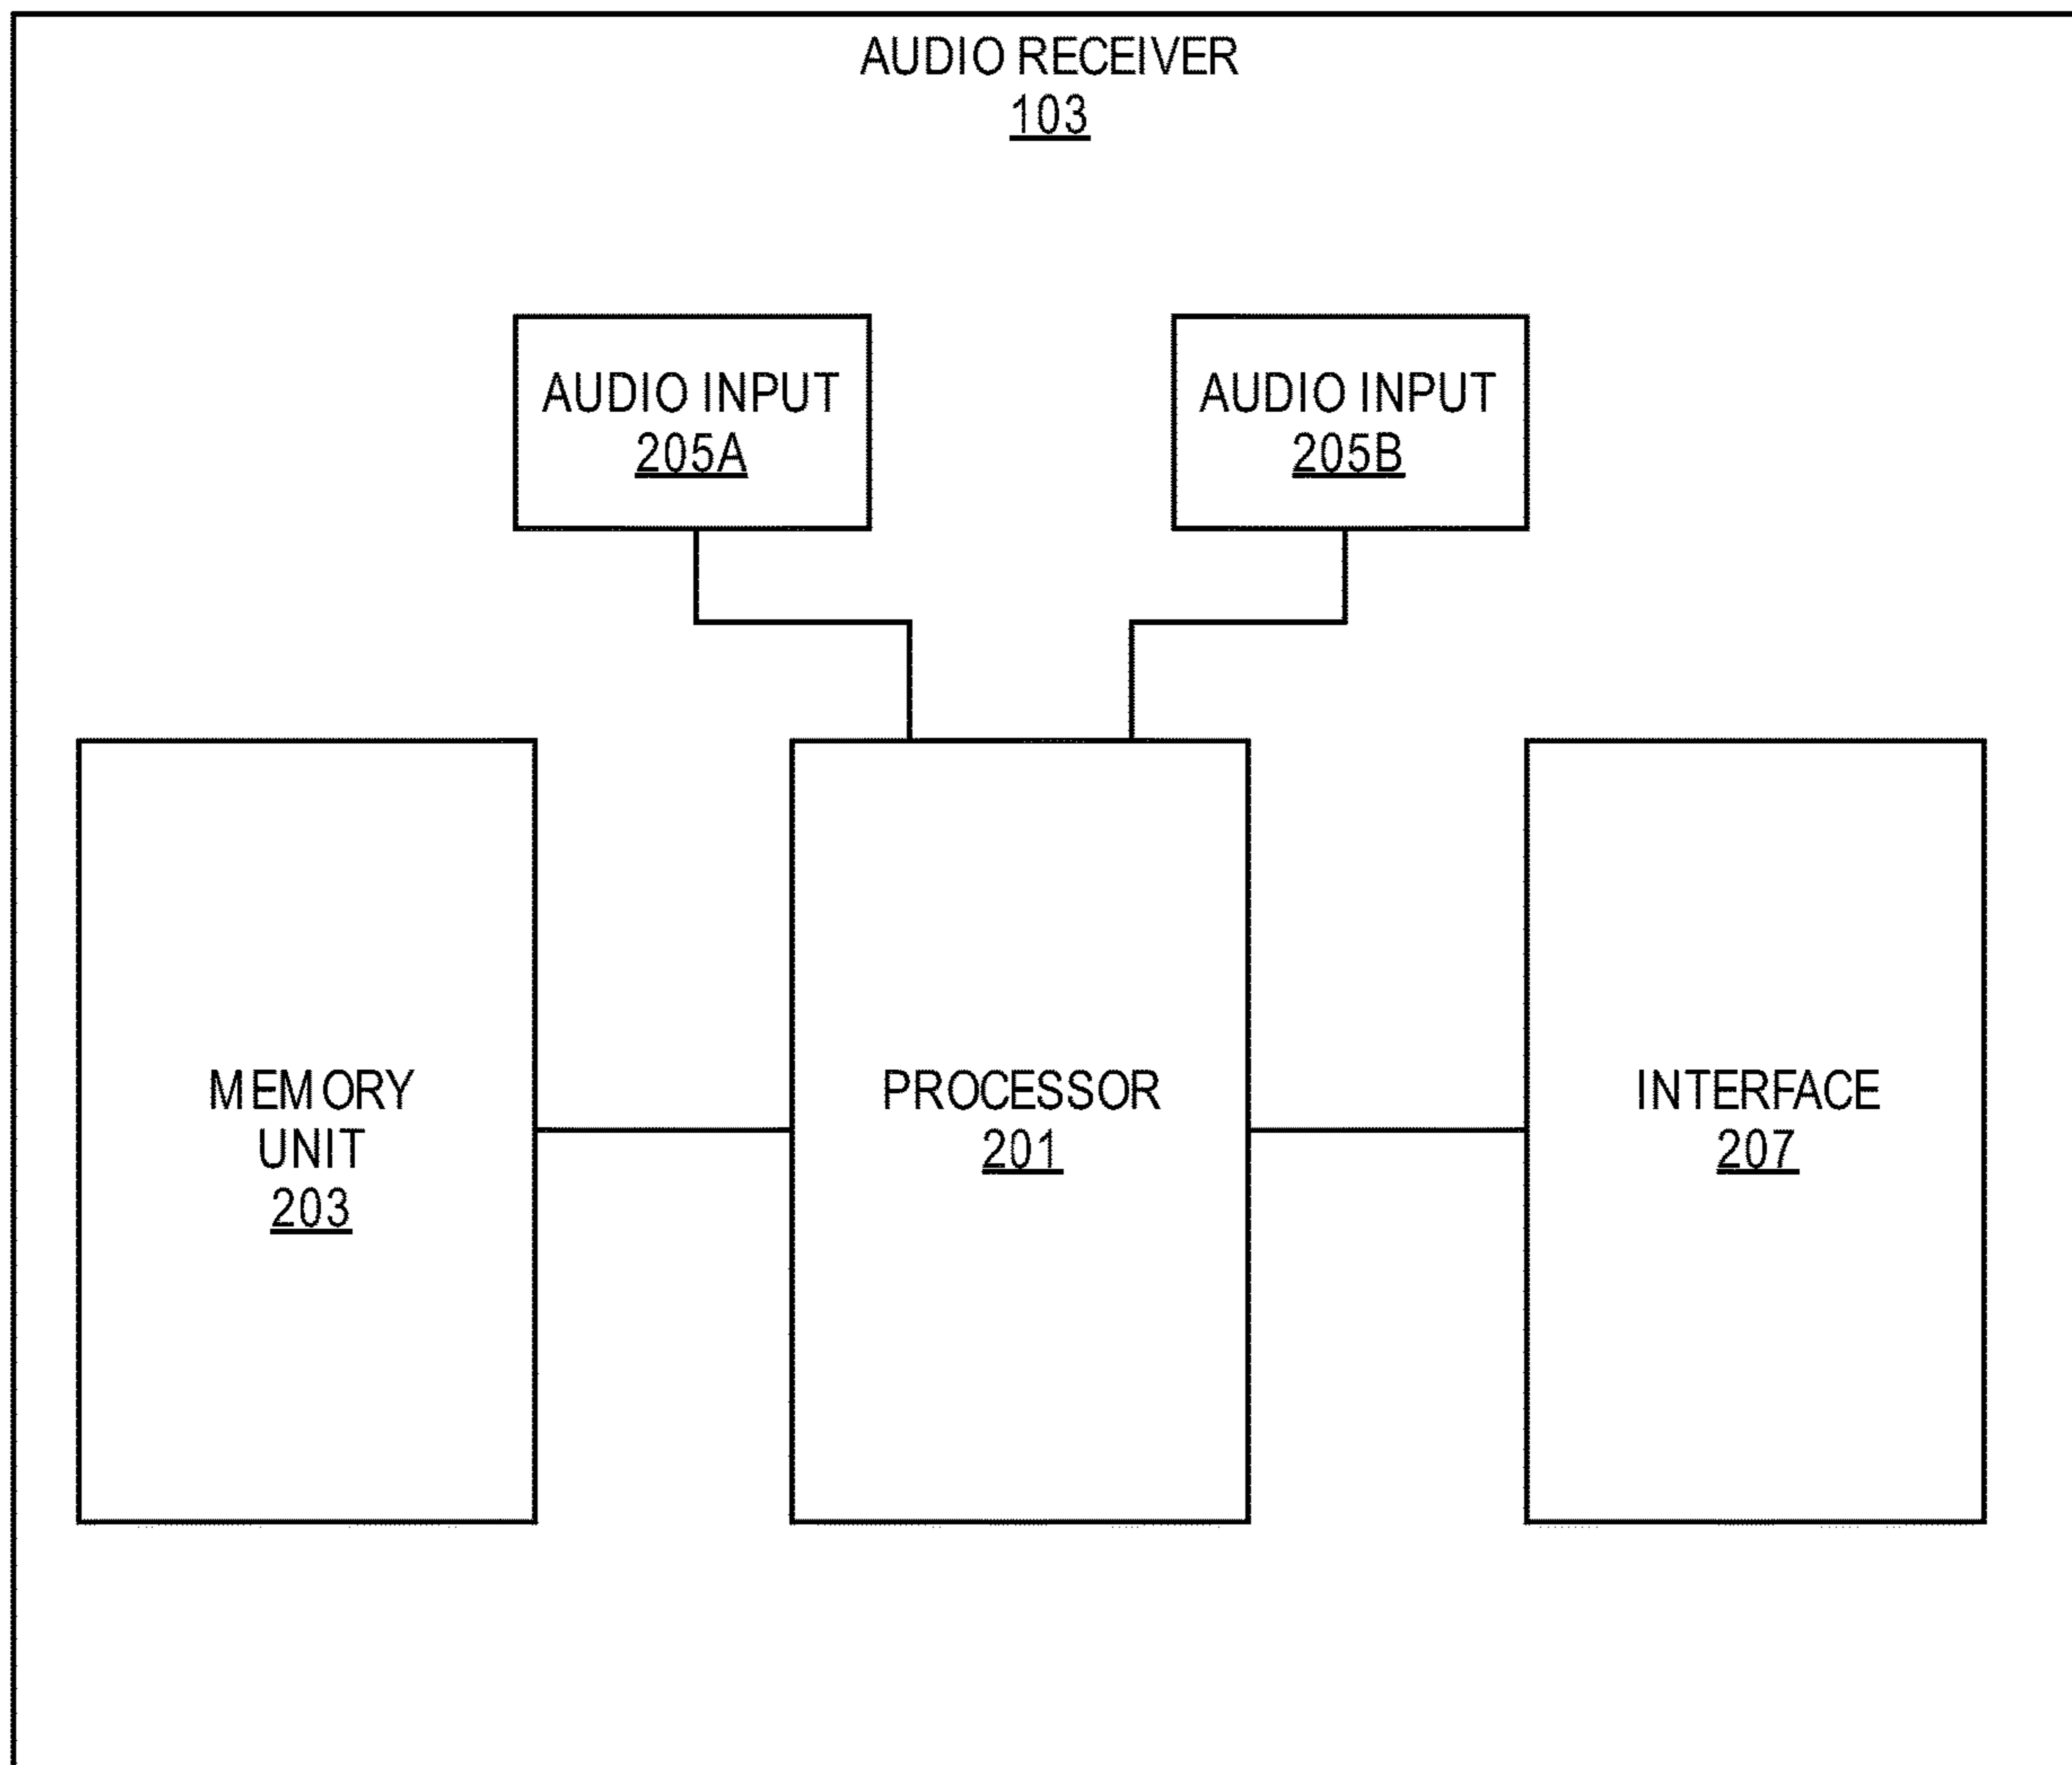 AUDIO RECEIVER
103
AUDIO INPUT
205A
AUDIO INPUT
205B
MEMORY
UNIT
203
PROCESSOR
201
INTERFACE
207